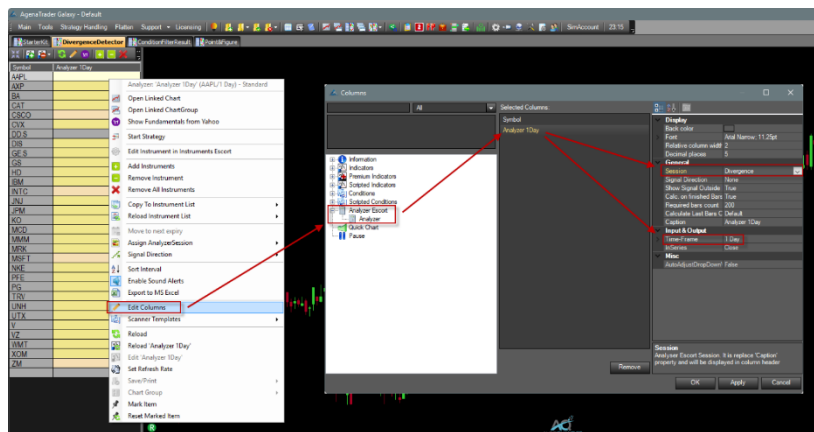 AgenaTrader Galaxy - Default
Main Tools Strategy Handling Flatten Support Licensing SimAccount 23:15
StarterKit DivergenceDetector ConditionFilterResult Point&Figure
Symbol Analyzer 1Day
AAPL
AXP
BA
CAT
CSCO
CVX
DD.S
DIS
GE.S
GS
HD
IBM
INTC
JNJ
JPM
KO
MCD
MMM
MRK
MSFT
NKE
PFE
PG
TRV
UNH
UTX
V
VZ
WMT
XOM
ZM
Analyzer: 'Analyzer 1Day' (AAPL/1 Day) - Standard
Open Linked Chart
Open Linked ChartGroup
Show Fundamentals from Yahoo
Start Strategy
Edit Instrument in Instruments Escort
Add Instruments
Remove Instrument
Remove All Instruments
Copy To Instrument List
Reload Instrument List
Move to next expiry
Assign AnalyzeSession
Signal Direction
Sort Interval
Enable Sound Alerts
Export to MS Excel
Edit Columns
Scanner Templates
Reload
Reload 'Analyzer 1Day'
Edit 'Analyzer 1Day'
Set Refresh Rate
Save/Print
Chart Group
Mark Item
Reset Marked Item
Columns
All
Information
Indicators
Premium Indicators
Scripted Indicators
Conditions
Scripted Conditions
Analyzer Escort
Analyzer
Quick Chart
Pause
Selected Columns:
Symbol
Analyzer 1Day
Remove
Display
Back color
Font Arial Narrow; 11.25pt
Relative column width 2
Decimal places 5
General
Session Divergence
Signal Direction None
Show Signal Outside True
Calc. on finished Bars True
Required bars count 200
Calculate Last Bars C Default
Caption Analyzer 1Day
Input & Output
Time-Frame 1 Day
InSeries Close
Misc
AutoAdjustDropDown False
Session
Analyser Escort Session. It is replace 'Caption'
property and will be displayed in column header
OK Apply Cancel